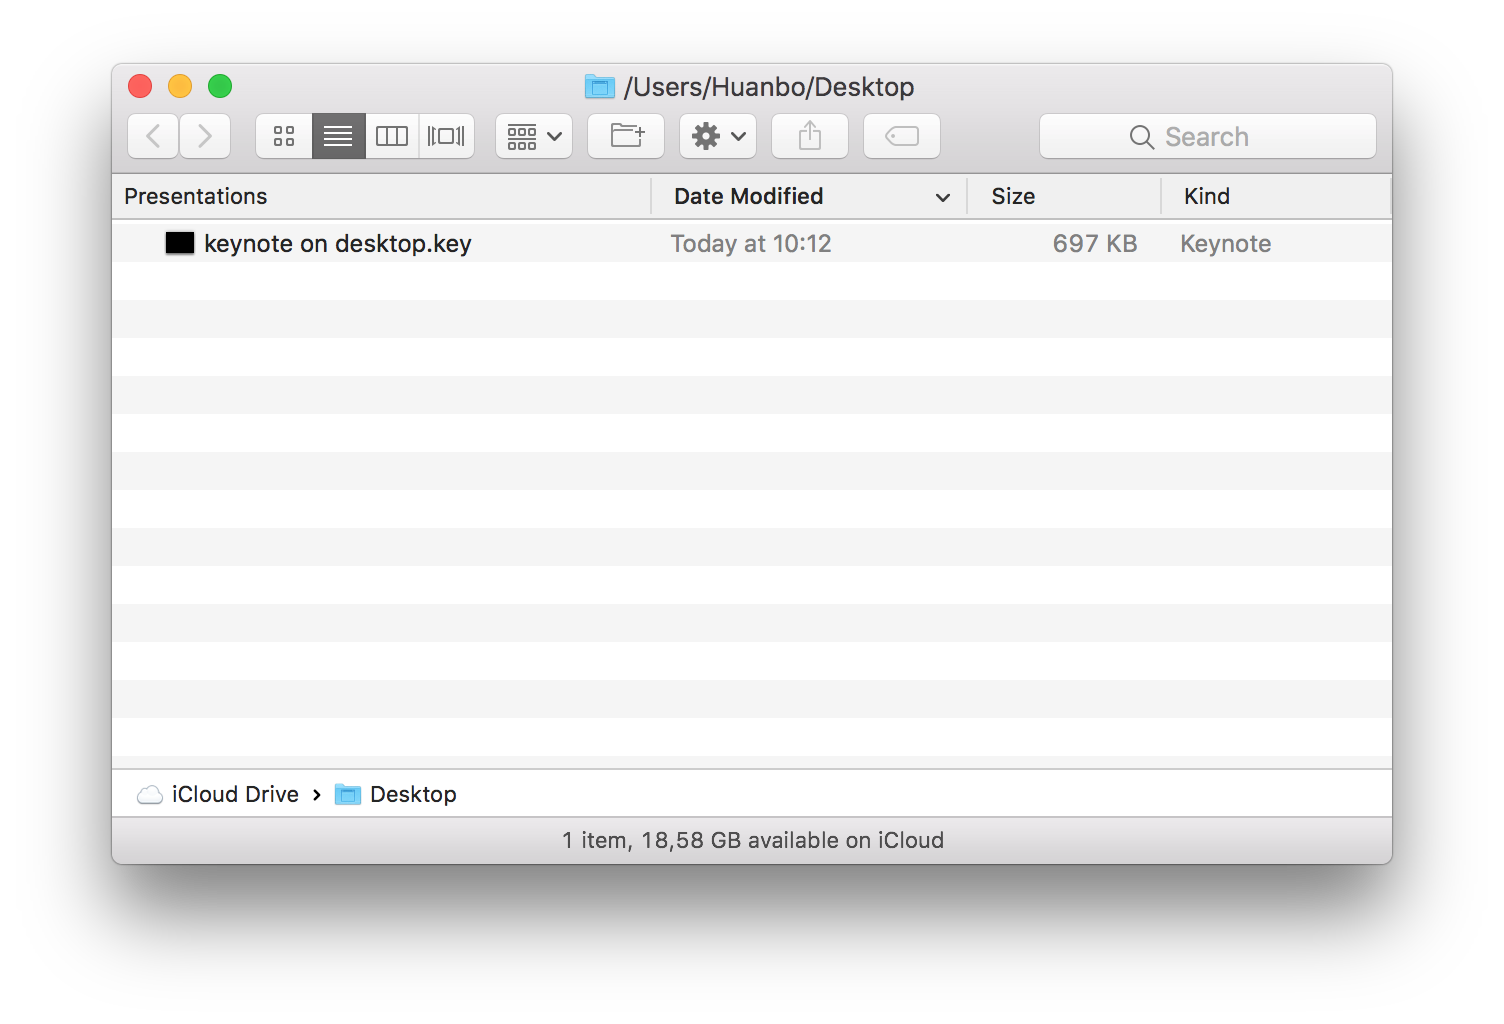 /Users/Huanbo/Desktop
Search
Presentations Date Modified Size Kind
keynote on desktop.key Today at 10:12 697 KB Keynote
iCloud Drive › Desktop
1 item, 18,58 GB available on iCloud